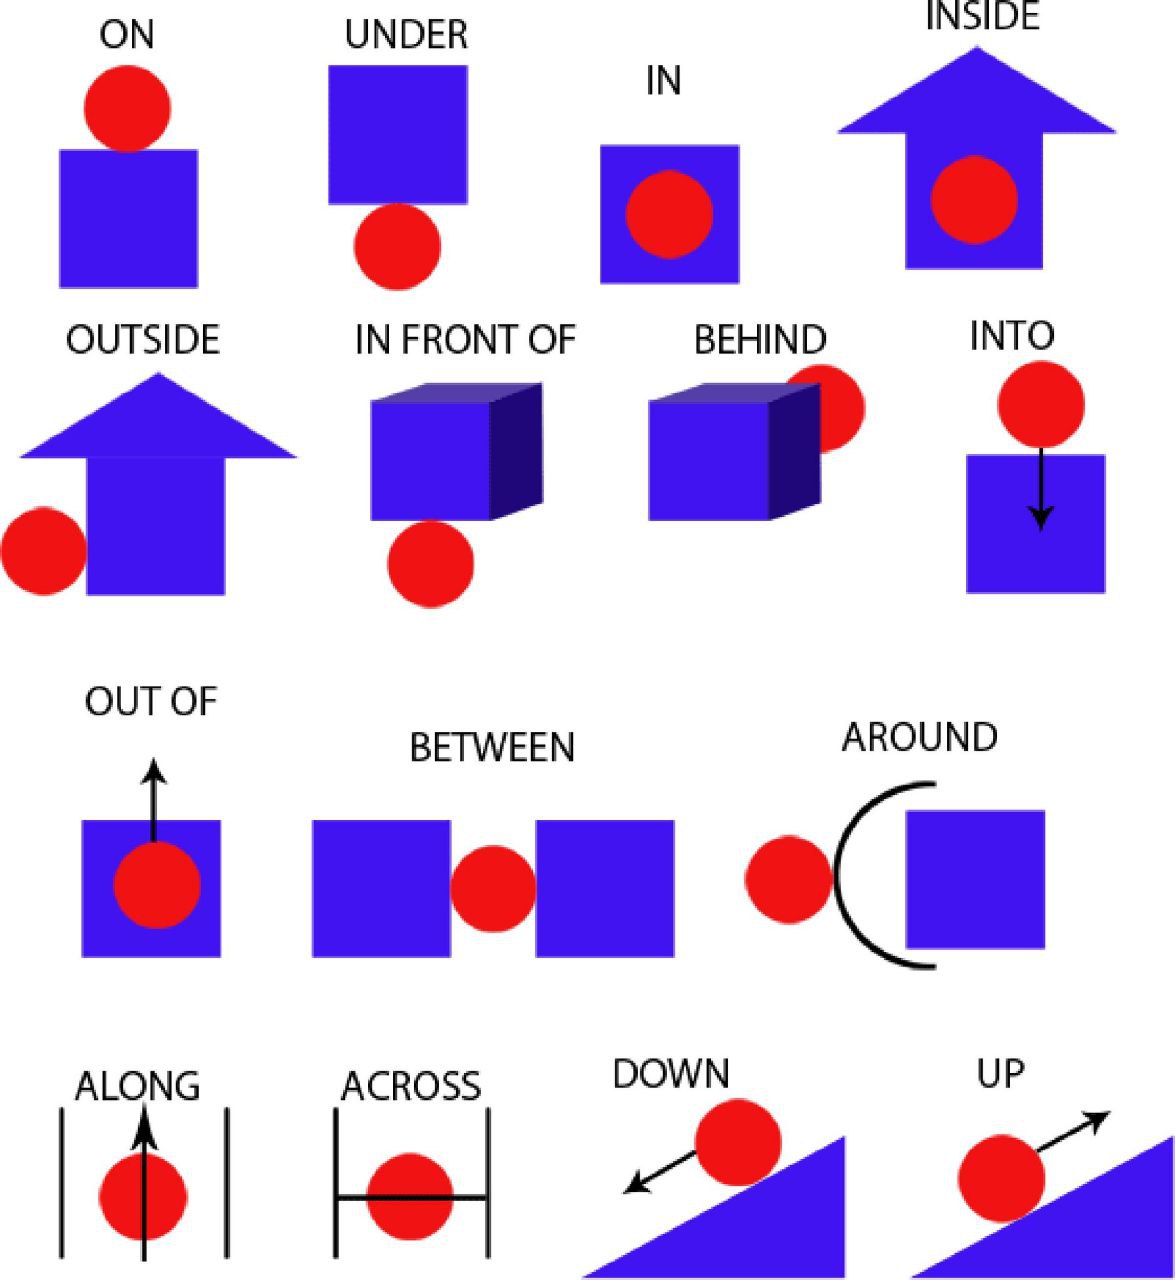 ON
UNDER
IN
INSIDE
OUTSIDE
IN FRONT OF
BEHIND
INTO
OUT OF
BETWEEN
AROUND
ALONG
ACROSS
DOWN
UP